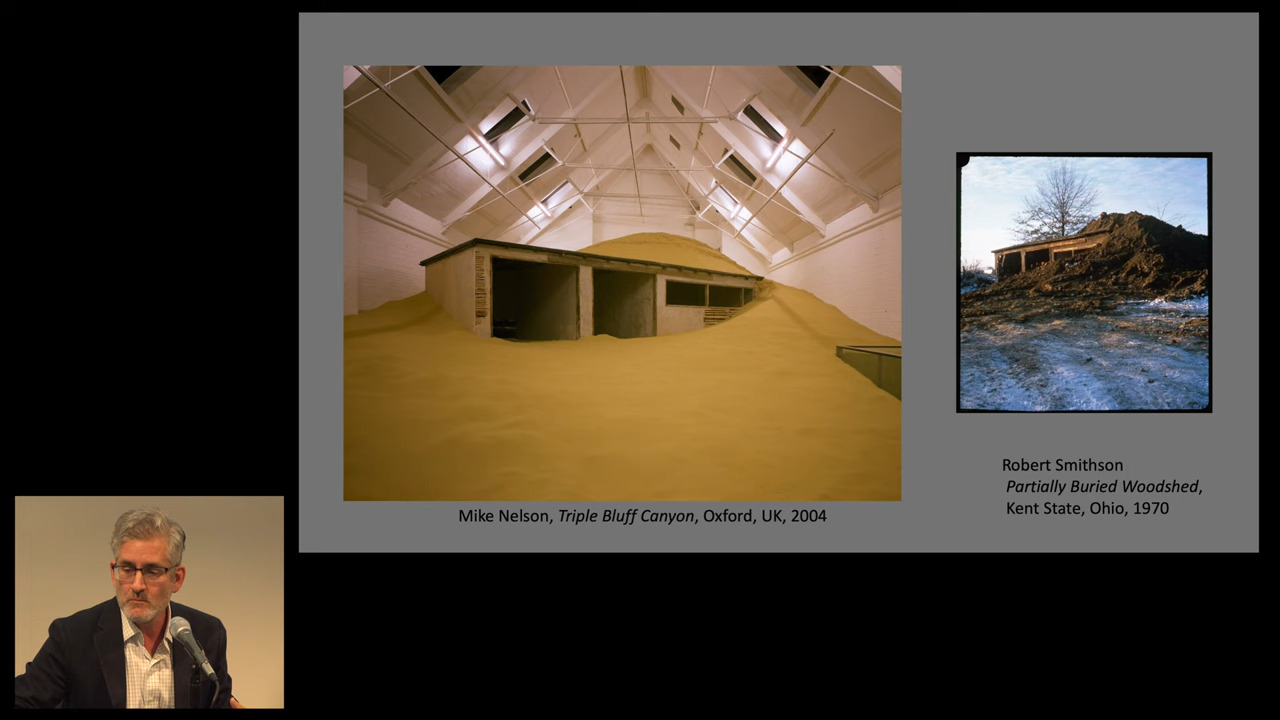 Mike Nelson, Triple Bluff Canyon, Oxford, UK, 2004
Robert Smithson
Partially Buried Woodshed,
Kent State, Ohio, 1970